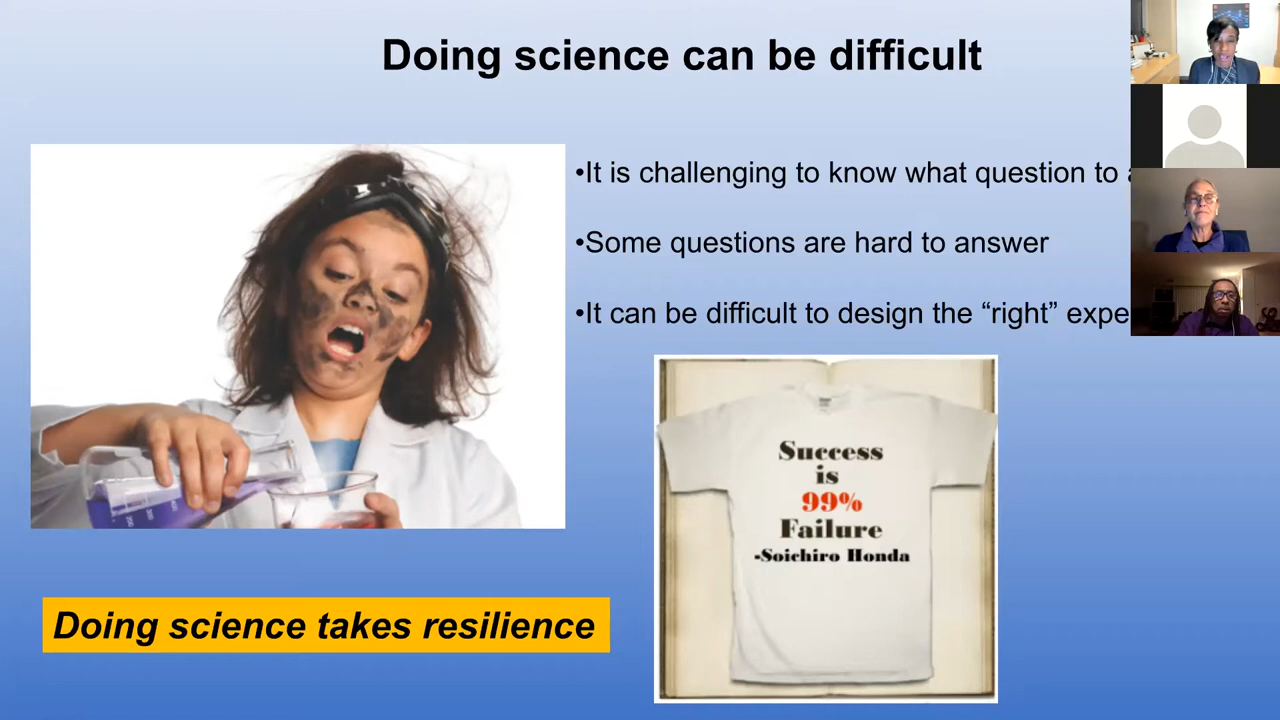 Doing science can be difficult
•It is challenging to know what question to
•Some questions are hard to answer
•It can be difficult to design the “right” expe
Success
is
99%
Failure
-Soichiro Honda
Doing science takes resilience